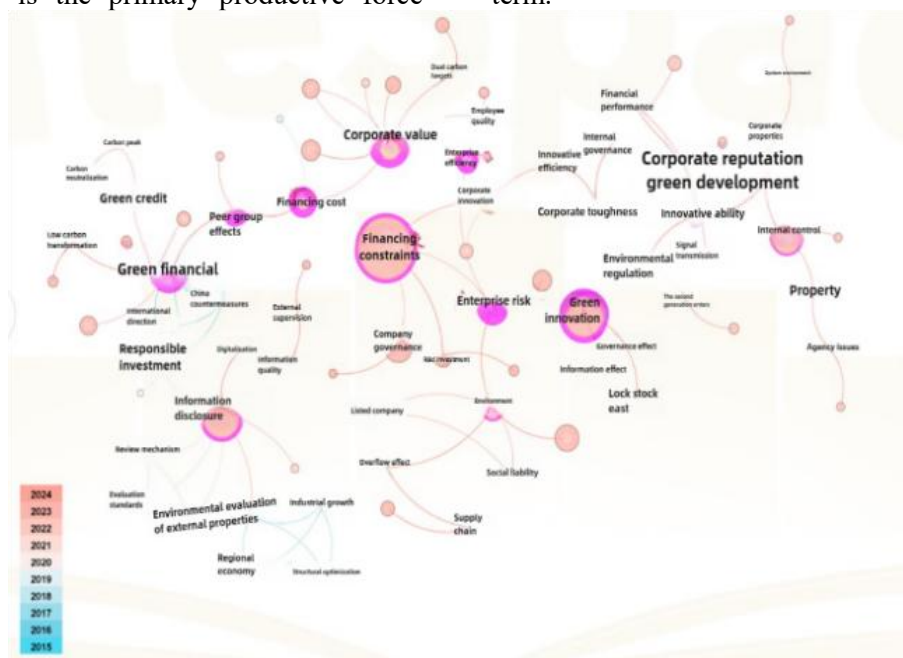 is the primary productive force term.
Dual carbon
targets
Financial
performance
Employee
quality
Corporate
properties
Corporate value
Internal
governance
Carbon peak
Enterprise
efficiency
Innovative
efficiency
Corporate reputation
green development
Carbon
neutralization
Green credit
Financing cost
Corporate
innovation
Peer group
effects
Corporate toughness
Innovative ability
Internal control
Low carbon
transformation
Financing
constraints
Signal
transmission
Environmental
regulation
Green financial
China
countermeasures
Enterprise risk
Green
innovation
Property
International
direction
External
supervision
Company
governance
Responsible
investment
Digitalization
Information
quality
R&D investment
Governance effect
Agency issues
Information effect
Information
disclosure
Lock stock
east
Listed company
Environment
Review mechanism
Overflow effect
Social liability
Evaluation
standards
Environmental evaluation
of external properties
Industrial growth
Supply
chain
Regional
economy
Structural optimization
2024
2023
2022
2021
2020
2019
2018
2017
2016
2015